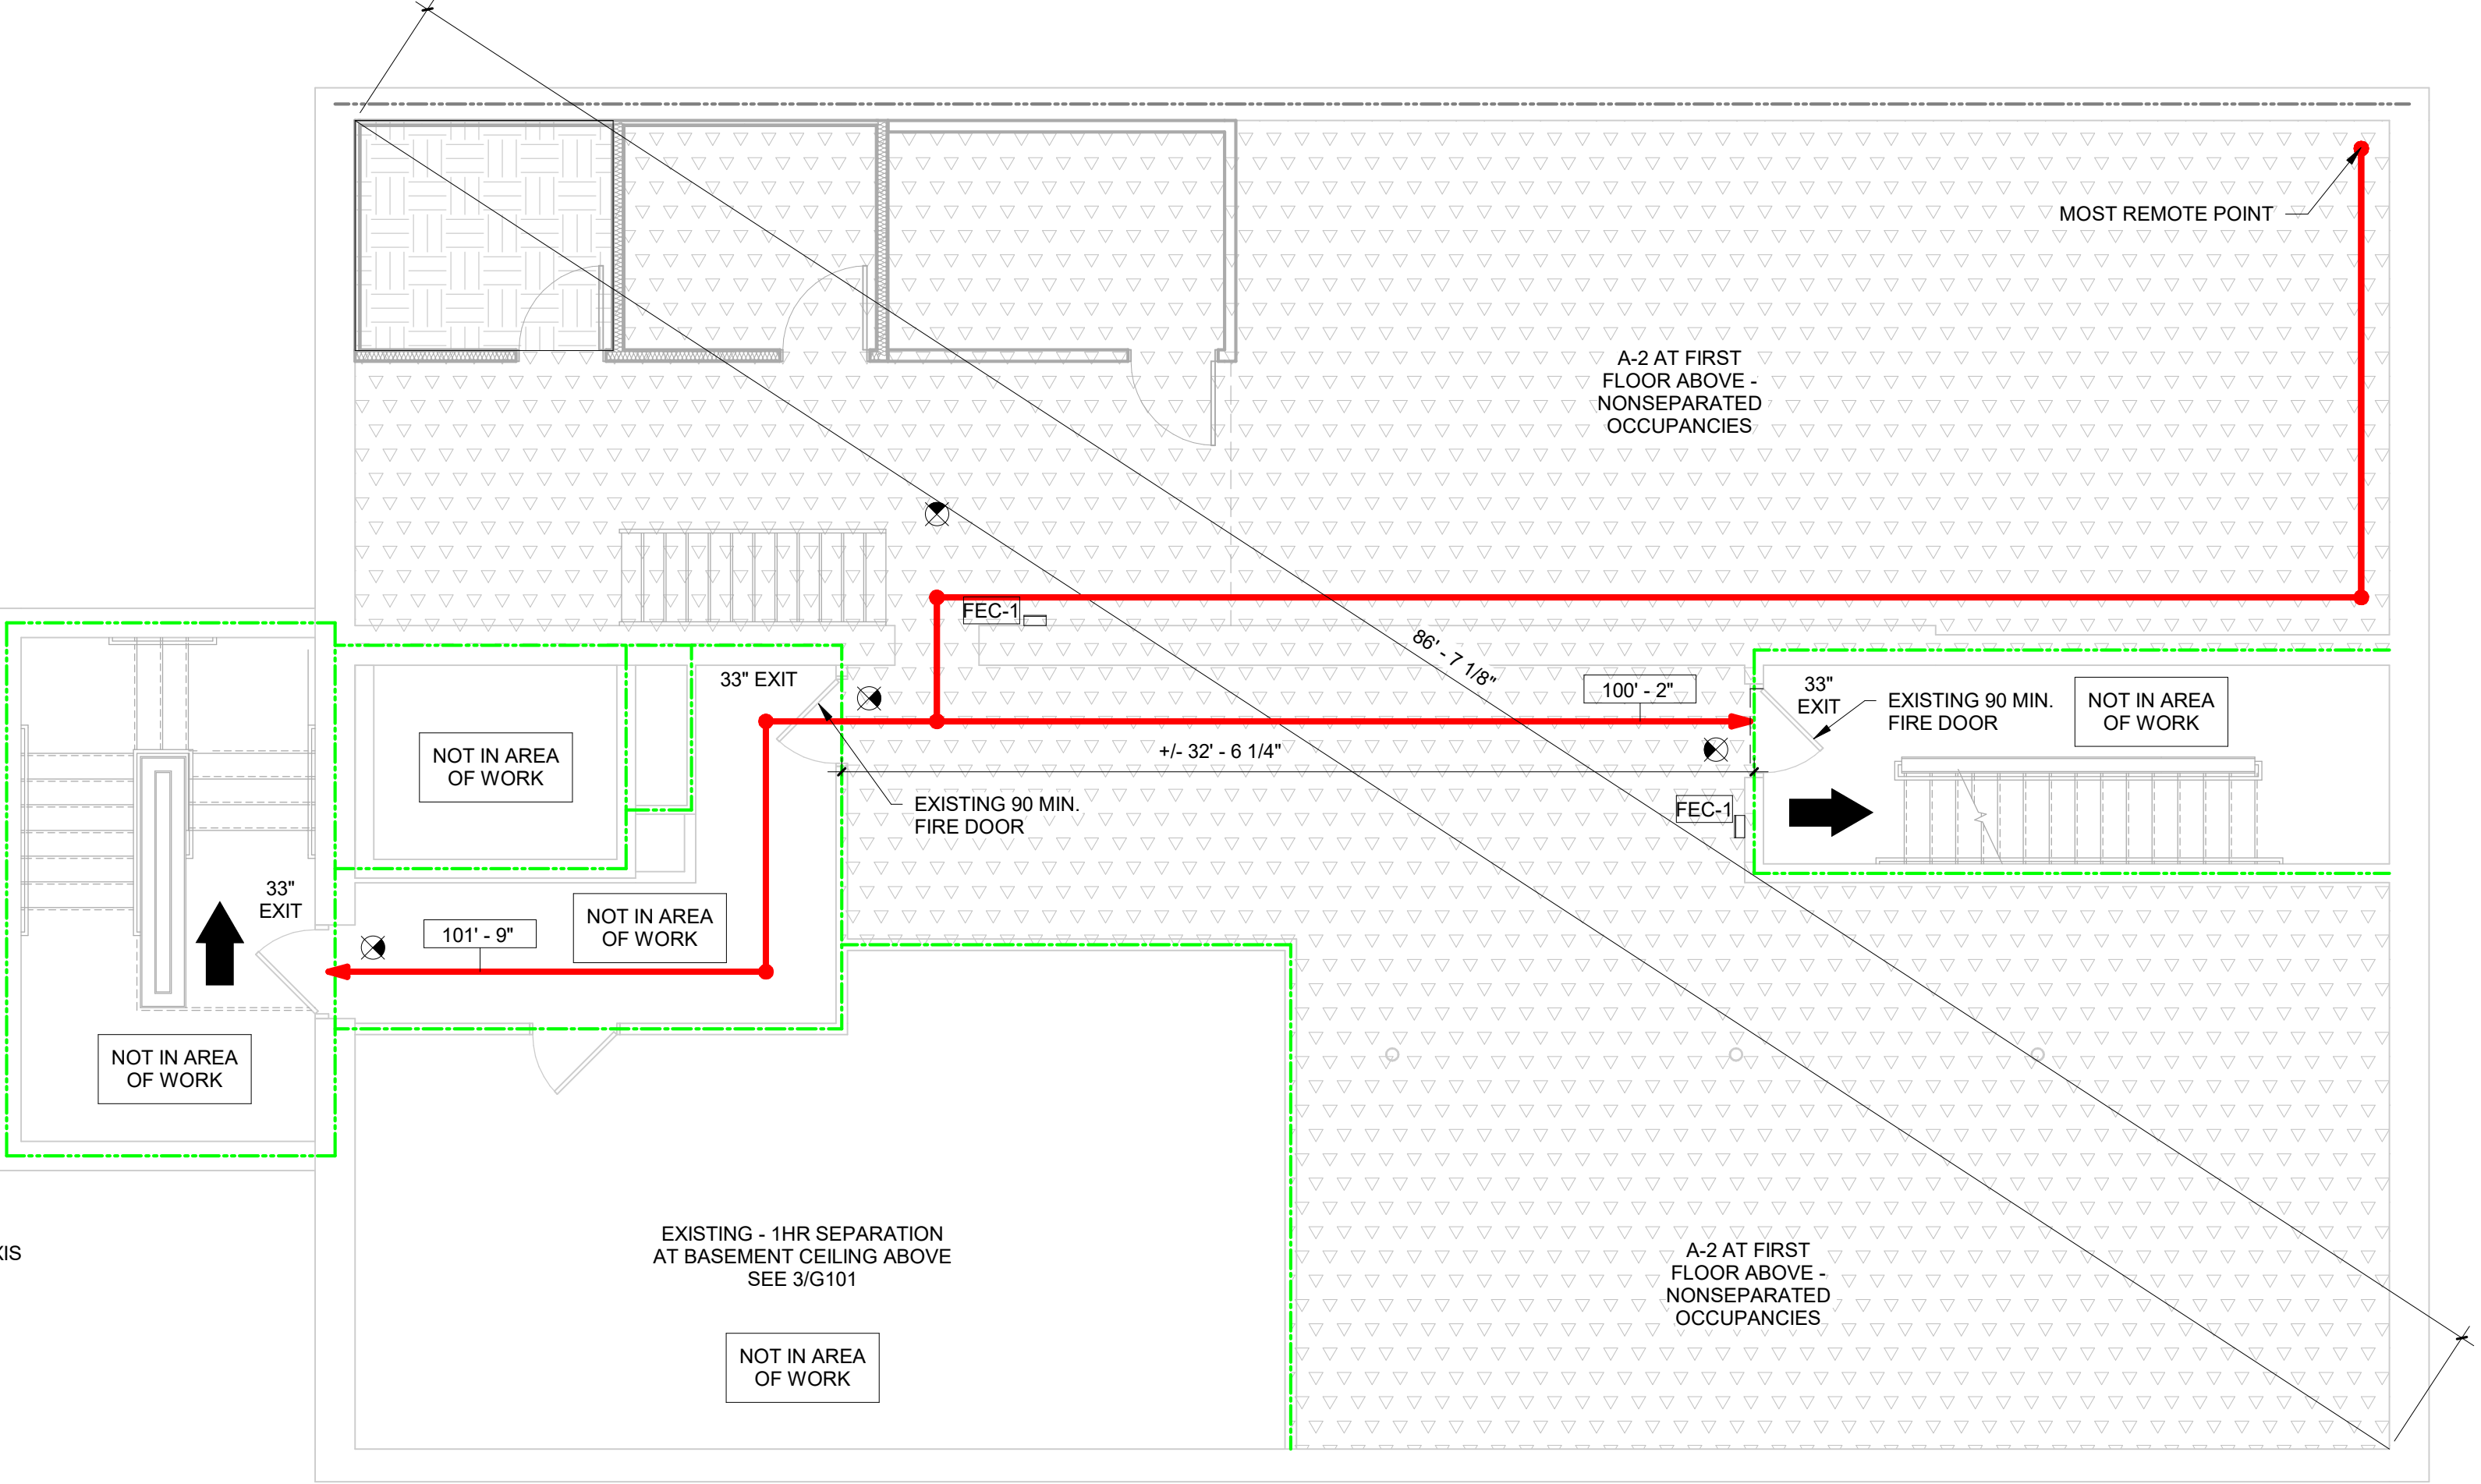 MOST REMOTE POINT
A-2 AT FIRST
FLOOR ABOVE -
NONSEPARATED
OCCUPANCIES
FEC-1
86' - 7 1/8"
33" EXIT
100' - 2"
33"
EXIT
EXISTING 90 MIN.
FIRE DOOR
NOT IN AREA
OF WORK
NOT IN AREA
OF WORK
+/- 32' - 6 1/4"
EXISTING 90 MIN.
FIRE DOOR
FEC-1
33"
EXIT
101' - 9"
NOT IN AREA
OF WORK
NOT IN AREA
OF WORK
EXISTING - 1HR SEPARATION
AT BASEMENT CEILING ABOVE
SEE 3/G101
A-2 AT FIRST
FLOOR ABOVE -
NONSEPARATED
OCCUPANCIES
NOT IN AREA
OF WORK